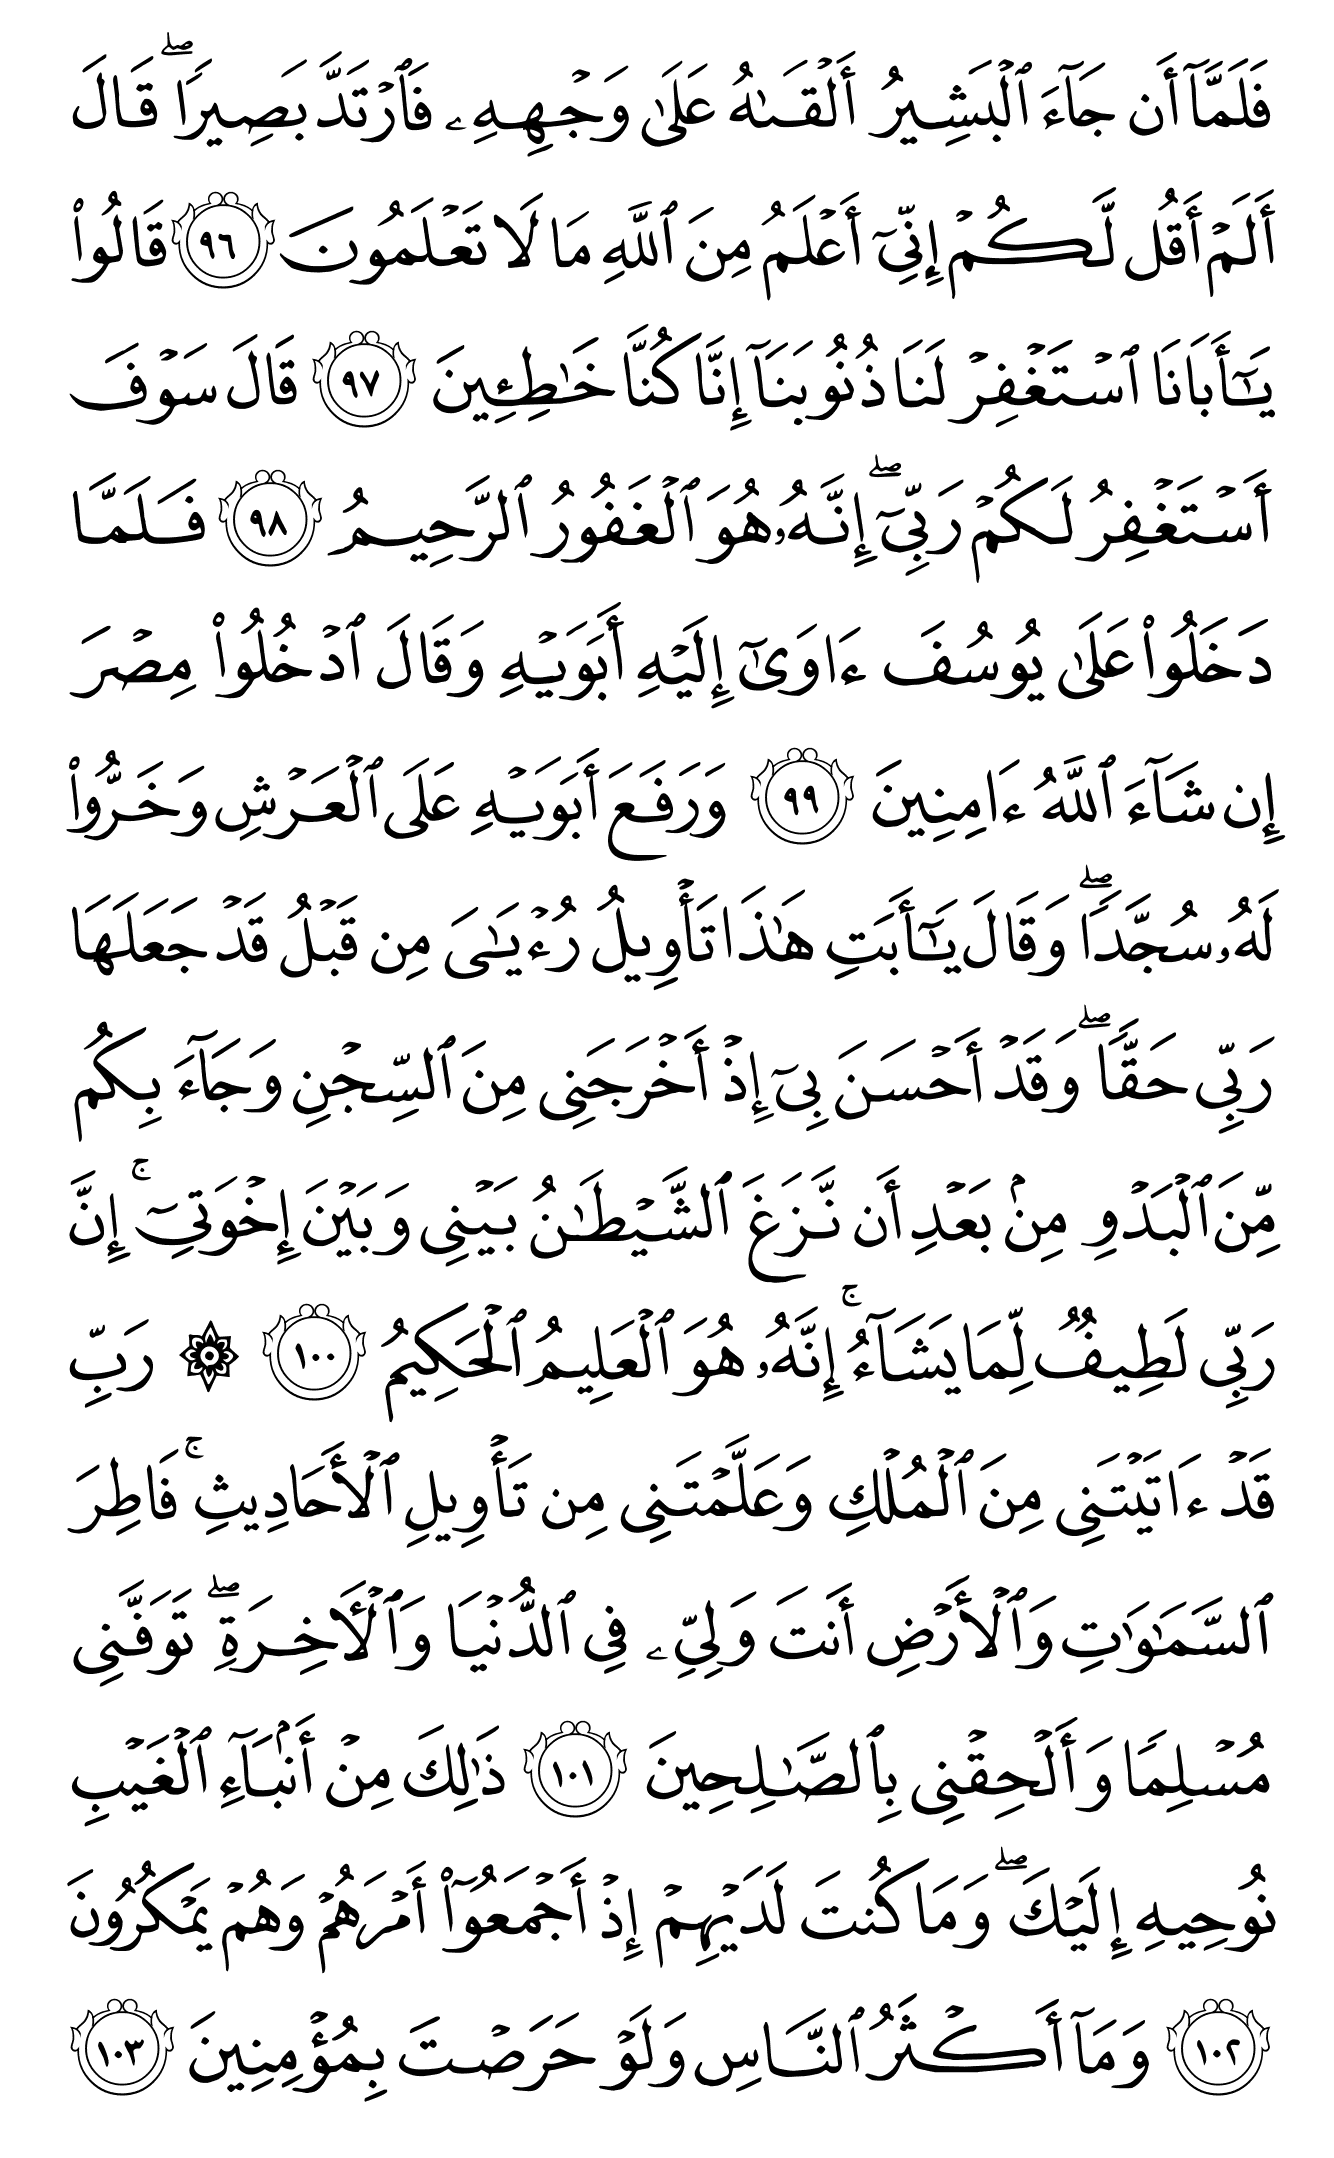 فَلَمَّآ أَن جَآءَ ٱلْبَشِيرُ أَلْقَىٰهُ عَلَىٰ وَجْهِهِۦ فَٱرْتَدَّ بَصِيرًا ۖ قَالَ
أَلَمْ أَقُل لَّكُمْ إِنِّىٓ أَعْلَمُ مِنَ ٱللَّهِ مَا لَا تَعْلَمُونَ ٩٦ قَالُوا۟
يَـٰٓأَبَانَا ٱسْتَغْفِرْ لَنَا ذُنُوبَنَآ إِنَّا كُنَّا خَـٰطِـِٔينَ ٩٧ قَالَ سَوْفَ
أَسْتَغْفِرُ لَكُمْ رَبِّىٓ ۖ إِنَّهُۥ هُوَ ٱلْغَفُورُ ٱلرَّحِيمُ ٩٨ فَلَمَّا
دَخَلُوا۟ عَلَىٰ يُوسُفَ ءَاوَىٰٓ إِلَيْهِ أَبَوَيْهِ وَقَالَ ٱدْخُلُوا۟ مِصْرَ
إِن شَآءَ ٱللَّهُ ءَامِنِينَ ٩٩ وَرَفَعَ أَبَوَيْهِ عَلَى ٱلْعَرْشِ وَخَرُّوا۟
لَهُۥ سُجَّدًا ۖ وَقَالَ يَـٰٓأَبَتِ هَـٰذَا تَأْوِيلُ رُءْيَـٰىَ مِن قَبْلُ قَدْ جَعَلَهَا
رَبِّى حَقًّا ۖ وَقَدْ أَحْسَنَ بِىٓ إِذْ أَخْرَجَنِى مِنَ ٱلسِّجْنِ وَجَآءَ بِكُم
مِّنَ ٱلْبَدْوِ مِنۢ بَعْدِ أَن نَّزَغَ ٱلشَّيْطَـٰنُ بَيْنِى وَبَيْنَ إِخْوَتِىٓ ۚ إِنَّ
رَبِّى لَطِيفٌ لِّمَا يَشَآءُ ۚ إِنَّهُۥ هُوَ ٱلْعَلِيمُ ٱلْحَكِيمُ ١٠٠ ۞ رَبِّ
قَدْ ءَاتَيْتَنِى مِنَ ٱلْمُلْكِ وَعَلَّمْتَنِى مِن تَأْوِيلِ ٱلْأَحَادِيثِ ۚ فَاطِرَ
ٱلسَّمَـٰوَٰتِ وَٱلْأَرْضِ أَنتَ وَلِىِّۦ فِى ٱلدُّنْيَا وَٱلْـَٔاخِرَةِ ۖ تَوَفَّنِى
مُسْلِمًا وَأَلْحِقْنِى بِٱلصَّـٰلِحِينَ ١٠١ ذَٰلِكَ مِنْ أَنۢبَآءِ ٱلْغَيْبِ
نُوحِيهِ إِلَيْكَ ۖ وَمَا كُنتَ لَدَيْهِمْ إِذْ أَجْمَعُوٓا۟ أَمْرَهُمْ وَهُمْ يَمْكُرُونَ
١٠٢ وَمَآ أَكْثَرُ ٱلنَّاسِ وَلَوْ حَرَصْتَ بِمُؤْمِنِينَ ١٠٣